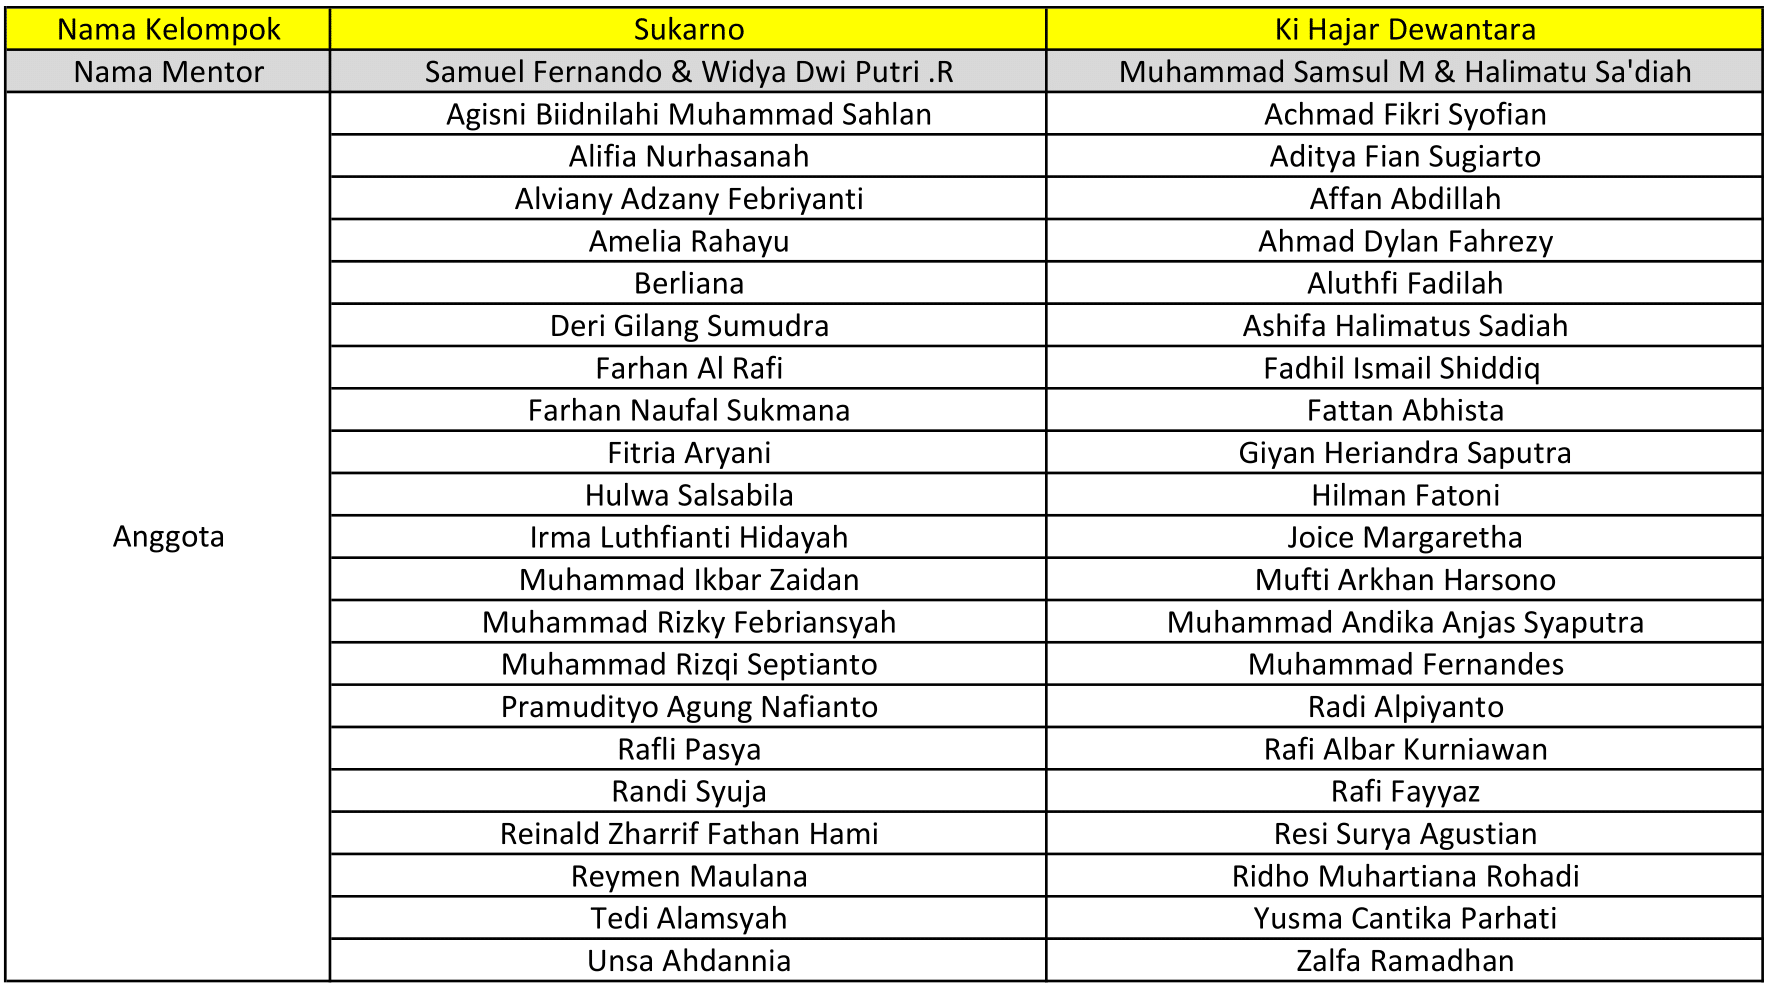 Nama Kelompok Sukarno Ki Hajar Dewantara
Nama Mentor Samuel Fernando & Widya Dwi Putri .R Muhammad Samsul M & Halimatu Sa'diah
Agisni Biidnilahi Muhammad Sahlan Achmad Fikri Syofian
Alifia Nurhasanah Aditya Fian Sugiarto
Alviany Adzany Febriyanti Affan Abdillah
Amelia Rahayu Ahmad Dylan Fahrezy
Berliana Aluthfi Fadilah
Deri Gilang Sumudra Ashifa Halimatus Sadiah
Farhan Al Rafi Fadhil Ismail Shiddiq
Farhan Naufal Sukmana Fattan Abhista
Fitria Aryani Giyan Heriandra Saputra
Hulwa Salsabila Hilman Fatoni
Anggota Irma Luthfianti Hidayah Joice Margaretha
Muhammad Ikbar Zaidan Mufti Arkhan Harsono
Muhammad Rizky Febriansyah Muhammad Andika Anjas Syaputra
Muhammad Rizqi Septianto Muhammad Fernandes
Pramudityo Agung Nafianto Radi Alpiyanto
Rafli Pasya Rafi Albar Kurniawan
Randi Syuja Rafi Fayyaz
Reinald Zharrif Fathan Hami Resi Surya Agustian
Reymen Maulana Ridho Muhartiana Rohadi
Tedi Alamsyah Yusma Cantika Parhati
Unsa Ahdannia Zalfa Ramadhan